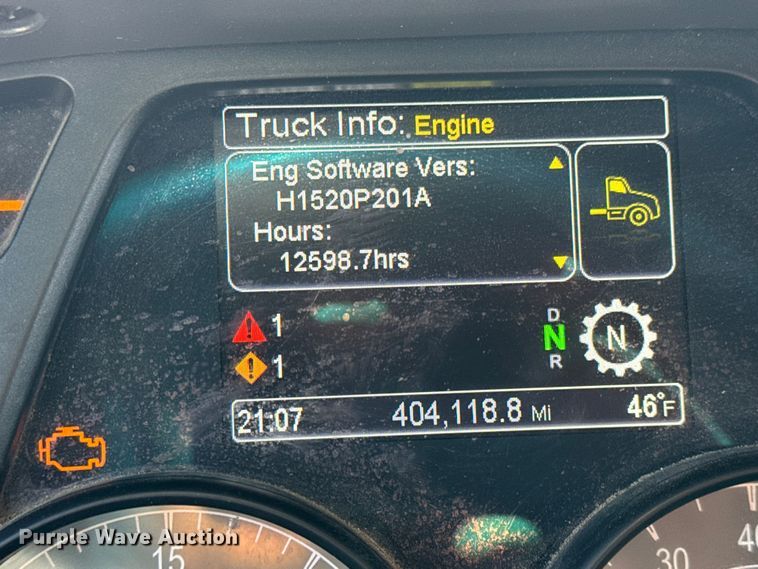 Truck Info: Engine
Eng Software Vers:
H1520P201A
Hours:
12598.7hrs
1
D
N
R
N
1
21:07 404,118.8 Mi 46°F
Purple Wave Auction
15
30
40